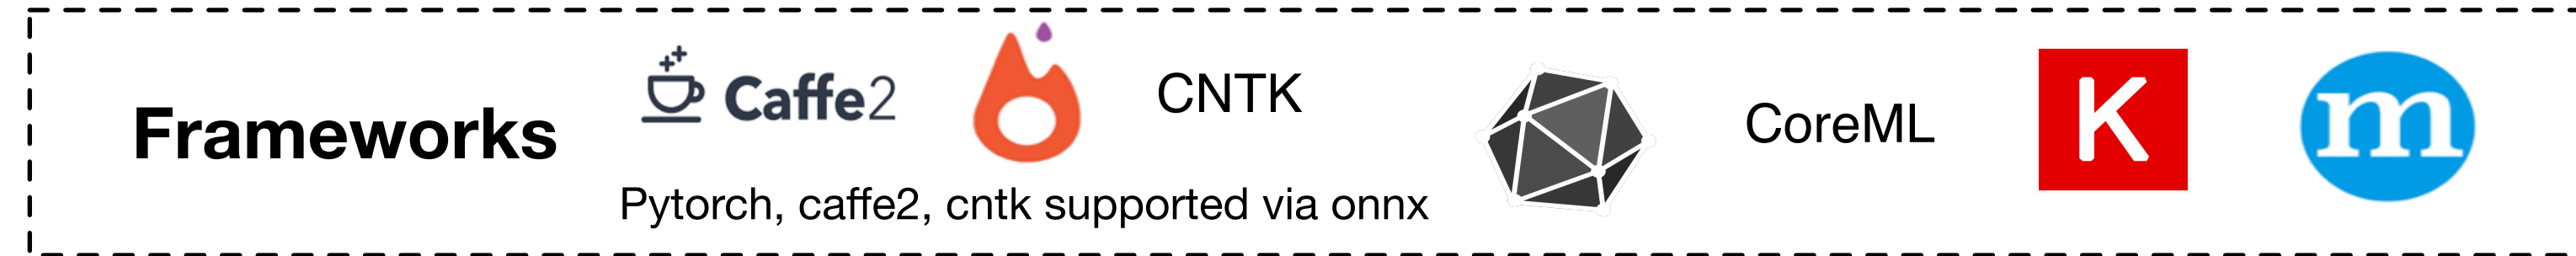 Frameworks
Caffe2
CNTK
CoreML
K
m
Pytorch, caffe2, cntk supported via onnx